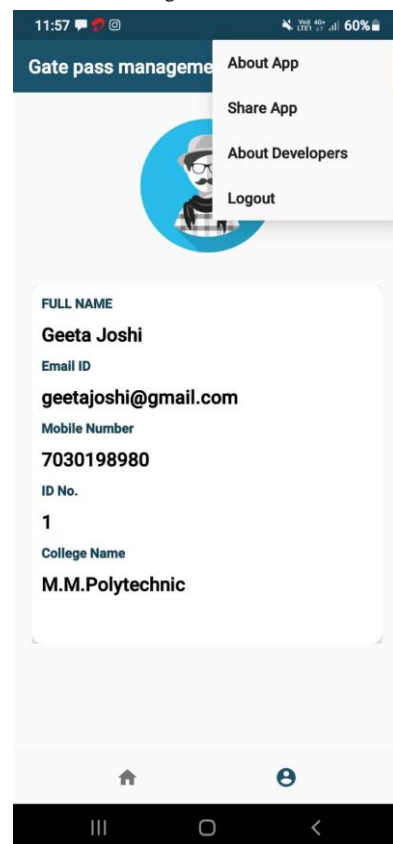 11:57 60%
Gate pass manageme
About App
Share App
About Developers
Logout
FULL NAME
Geeta Joshi
Email ID
geetajoshi@gmail.com
Mobile Number
7030198980
ID No.
1
College Name
M.M.Polytechnic